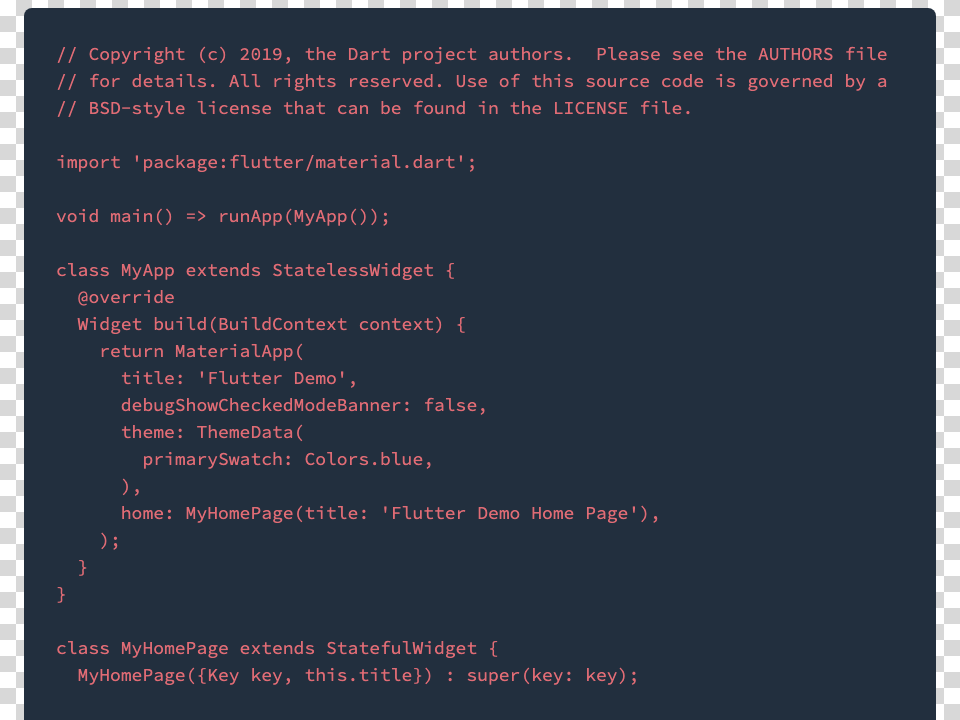 // Copyright (c) 2019, the Dart project authors.  Please see the AUTHORS file
// for details. All rights reserved. Use of this source code is governed by a
// BSD-style license that can be found in the LICENSE file.

import 'package:flutter/material.dart';

void main() => runApp(MyApp());

class MyApp extends StatelessWidget {
  @override
  Widget build(BuildContext context) {
    return MaterialApp(
      title: 'Flutter Demo',
      debugShowCheckedModeBanner: false,
      theme: ThemeData(
        primarySwatch: Colors.blue,
      ),
      home: MyHomePage(title: 'Flutter Demo Home Page'),
    );
  }
}

class MyHomePage extends StatefulWidget {
  MyHomePage({Key key, this.title}) : super(key: key);